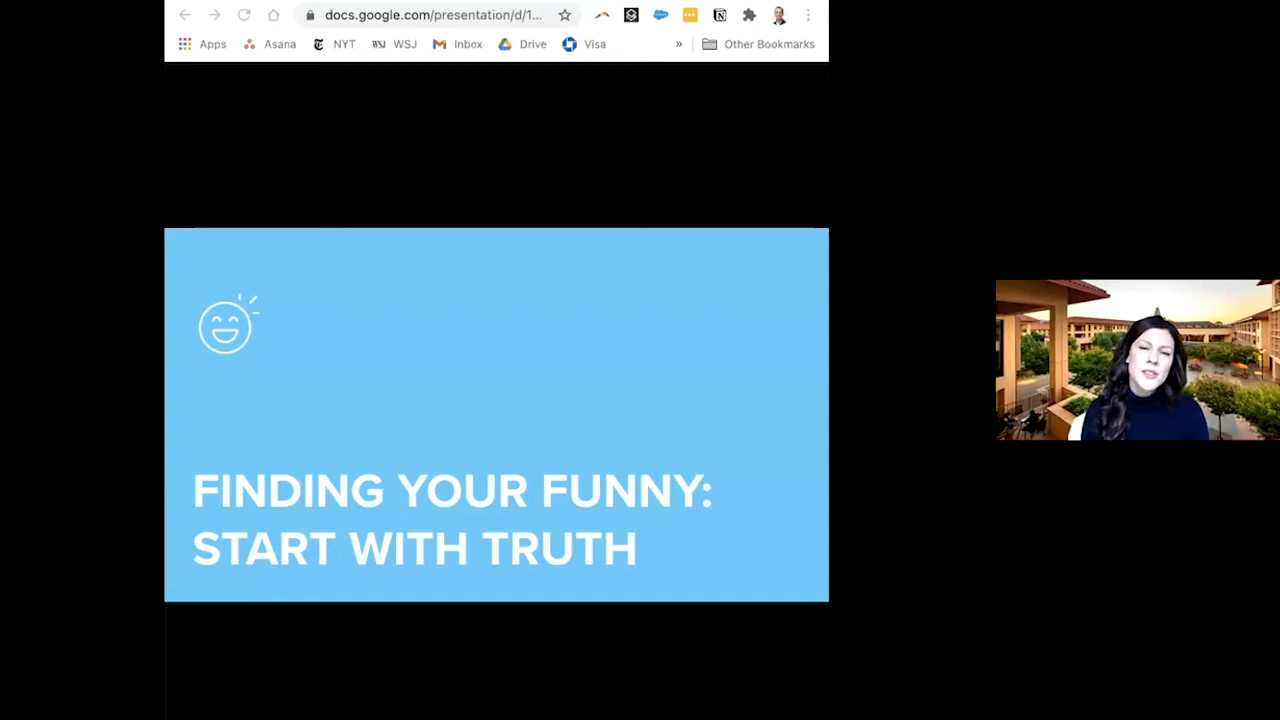 docs.google.com/presentation/d/1...
Apps Asana NYT WSJ WSJ Inbox Drive Visa » Other Bookmarks
FINDING YOUR FUNNY:
START WITH TRUTH